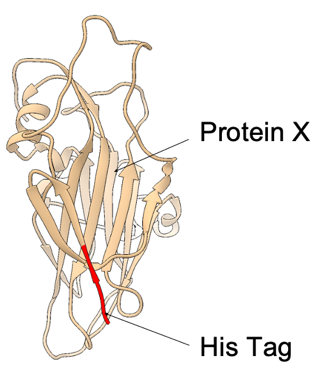 Protein X
His Tag